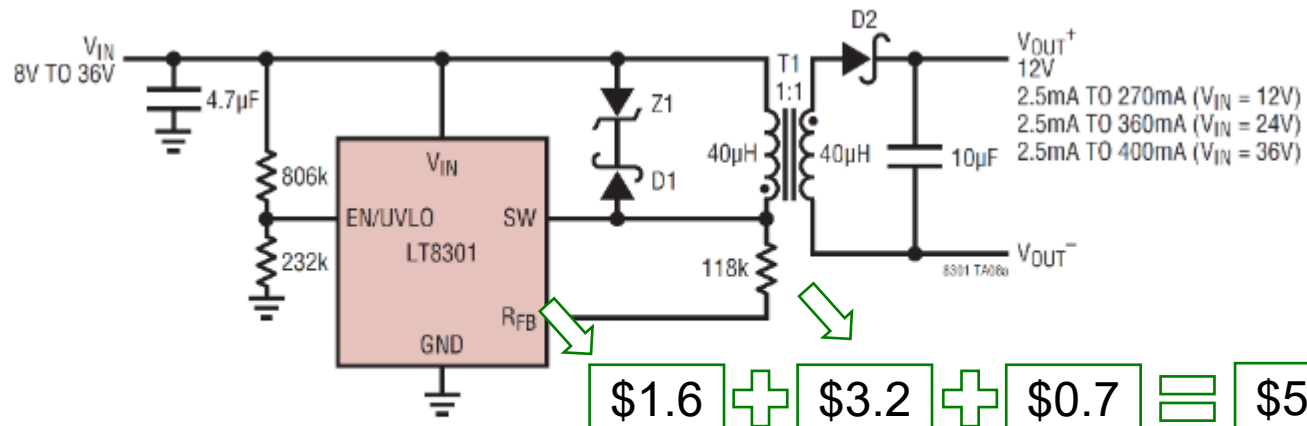 D2
VIN
8V TO 36V
4.7µF
806k
232k
VIN
EN/UVLO
SW
LT8301
RFB
GND
Z1
D1
118k
T1
1:1
40µH
40µH
10µF
VOUT+
12V
2.5mA TO 270mA (VIN = 12V)
2.5mA TO 360mA (VIN = 24V)
2.5mA TO 400mA (VIN = 36V)
VOUT−
8301 TA08a
$1.6 + $3.2 + $0.7 = $5